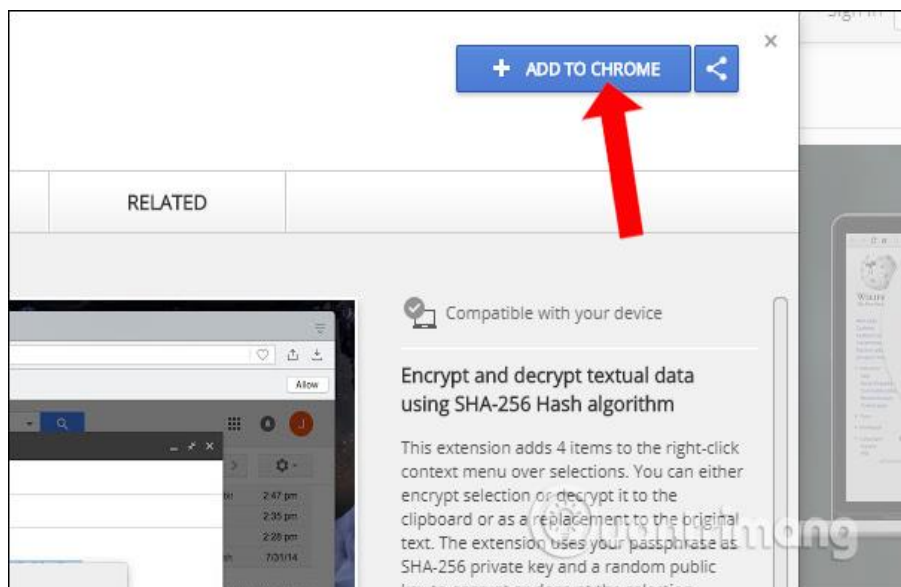 Sign in
ADD TO CHROME
RELATED
Compatible with your device
Allow
Encrypt and decrypt textual data
using SHA-256 Hash algorithm
J
This extension adds 4 items to the right-click
context menu over selections. You can either
encrypt selection or decrypt it to the
clipboard or as a replacement to the original
text. The extension uses your passphrase as
SHA-256 private key and a random public
2:47 pm
2:35 pm
2:28 pm
7/31/14
uantrimang